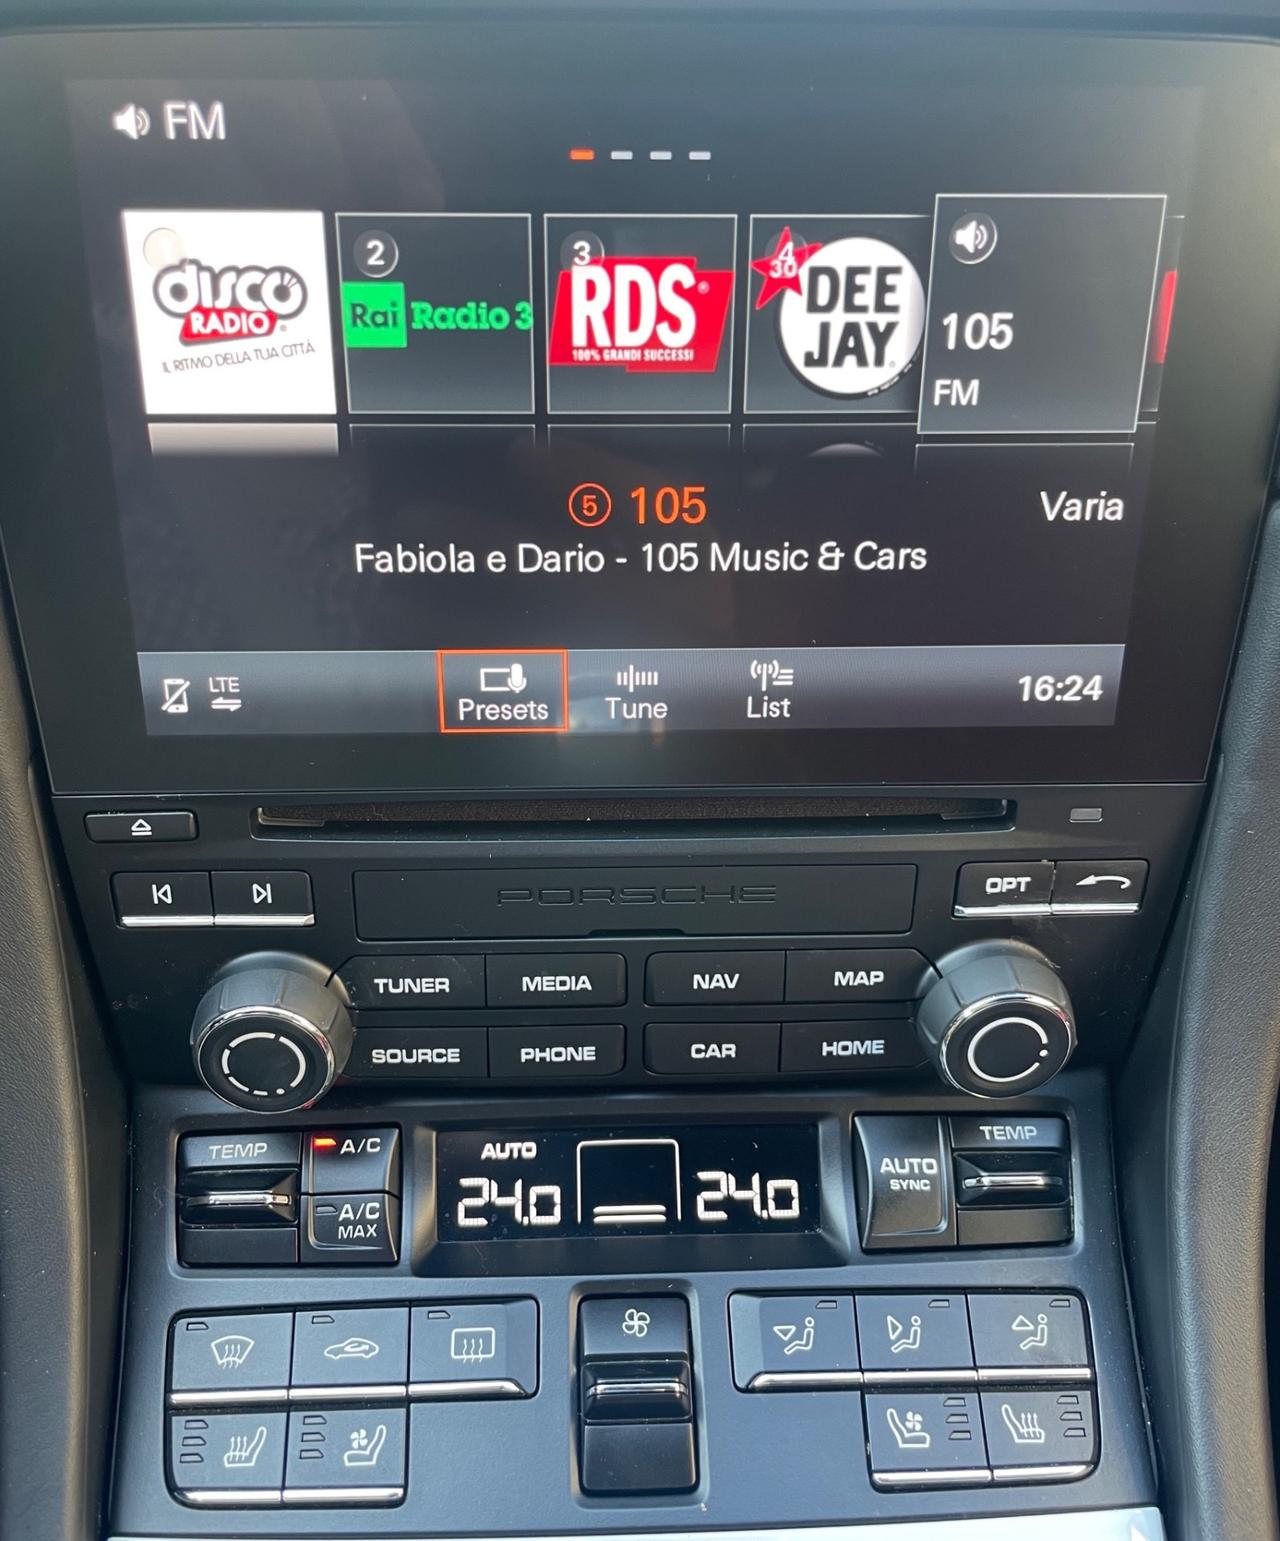 FM
1
disco
RADIO
IL RITMO DELLA TUA CITTÀ
2
Rai Radio 3
3
RDS®
100% GRANDI SUCCESSI
4
30
DEE
JAY
105
FM
5 105
Varia
Fabiola e Dario - 105 Music & Cars
LTE
Presets
Tune
List
16:24
PORSCHE
OPT
TUNER
MEDIA
NAV
MAP
SOURCE
PHONE
CAR
HOME
TEMP
A/C
A/C
MAX
AUTO
24.0
24.0
AUTO
SYNC
TEMP